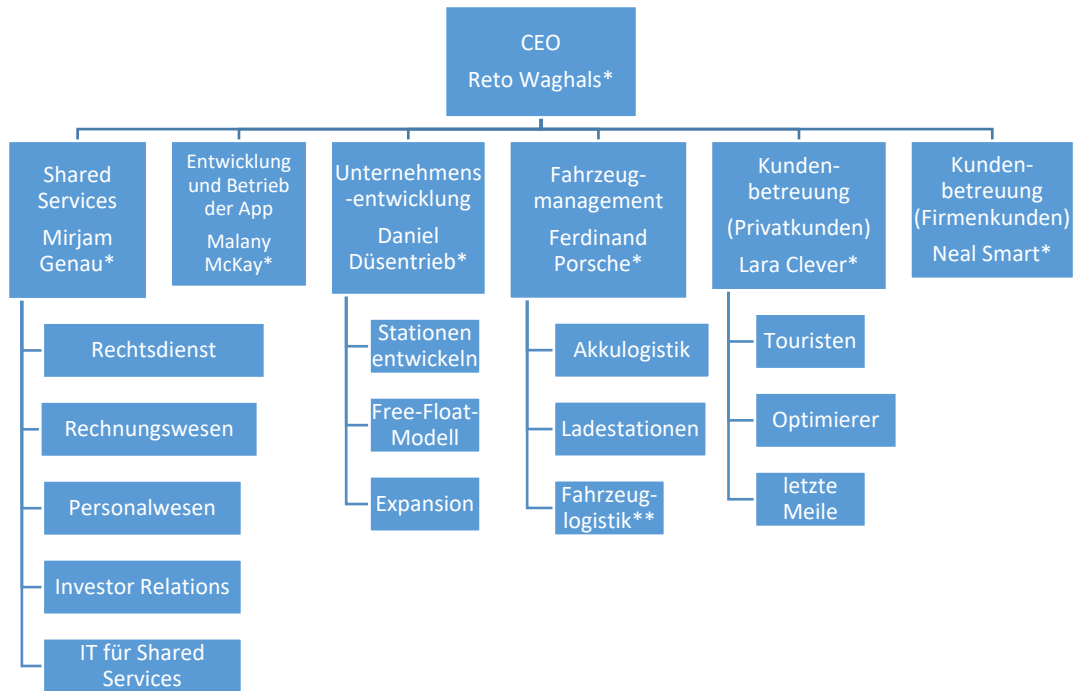 CEO
Reto Waghals*
Shared
Services
Mirjam
Genau*
Entwicklung
und Betrieb
der App
Malany
McKay*
Unternehmens
-entwicklung
Daniel
Düsentrieb*
Fahrzeug-
management
Ferdinand
Porsche*
Kunden-
betreuung
(Privatkunden)
Lara Clever*
Kunden-
betreuung
(Firmenkunden)
Neal Smart*
Rechtsdienst
Rechnungswesen
Personalwesen
Investor Relations
IT für Shared
Services
Stationen
entwickeln
Free-Float-
Modell
Expansion
Akkulogistik
Ladestationen
Fahrzeug-
logistik**
Touristen
Optimierer
letzte
Meile